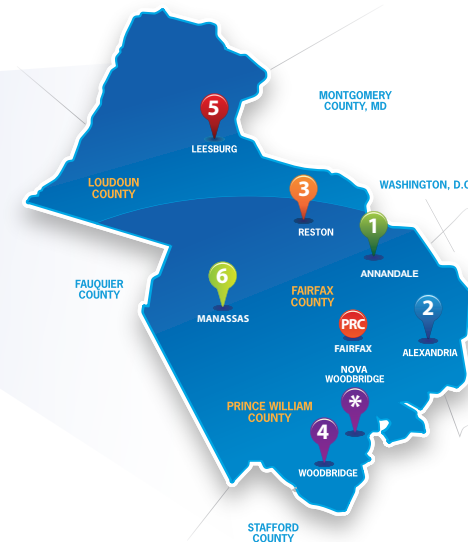 MONTGOMERY
COUNTY, MD
5
LEESBURG
LOUDOUN
COUNTY
WASHINGTON, D.C
3
RESTON
1
ANNANDALE
6
MANASSAS
FAUQUIER
COUNTY
FAIRFAX
COUNTY
2
ALEXANDRIA
PRC
FAIRFAX
NOVA
WOODBRIDGE
*
PRINCE WILLIAM
COUNTY
4
WOODBRIDGE
STAFFORD
COUNTY